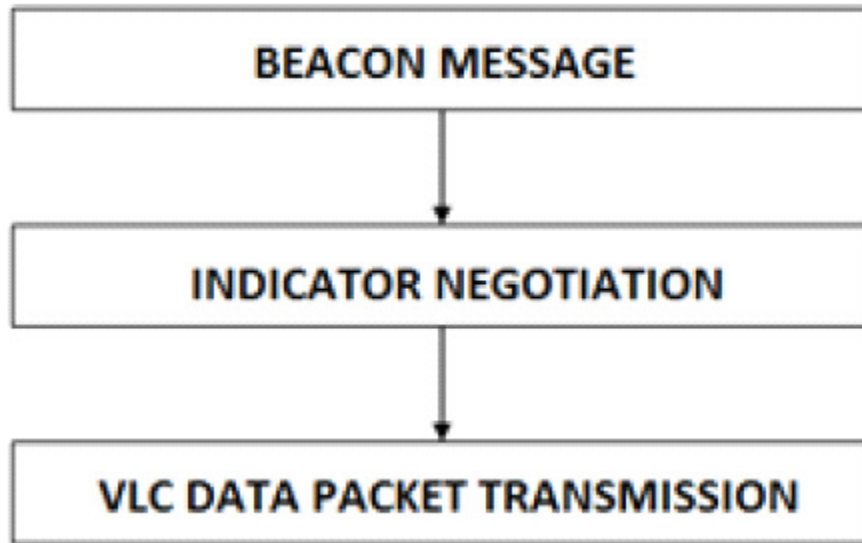 BEACON MESSAGE
INDICATOR NEGOTIATION
VLC DATA PACKET TRANSMISSION